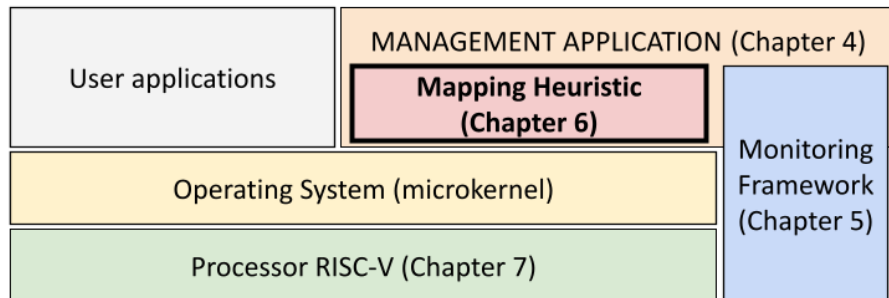 User applications
MANAGEMENT APPLICATION (Chapter 4)
Mapping Heuristic
(Chapter 6)
Monitoring
Framework
(Chapter 5)
Operating System (microkernel)
Processor RISC-V (Chapter 7)